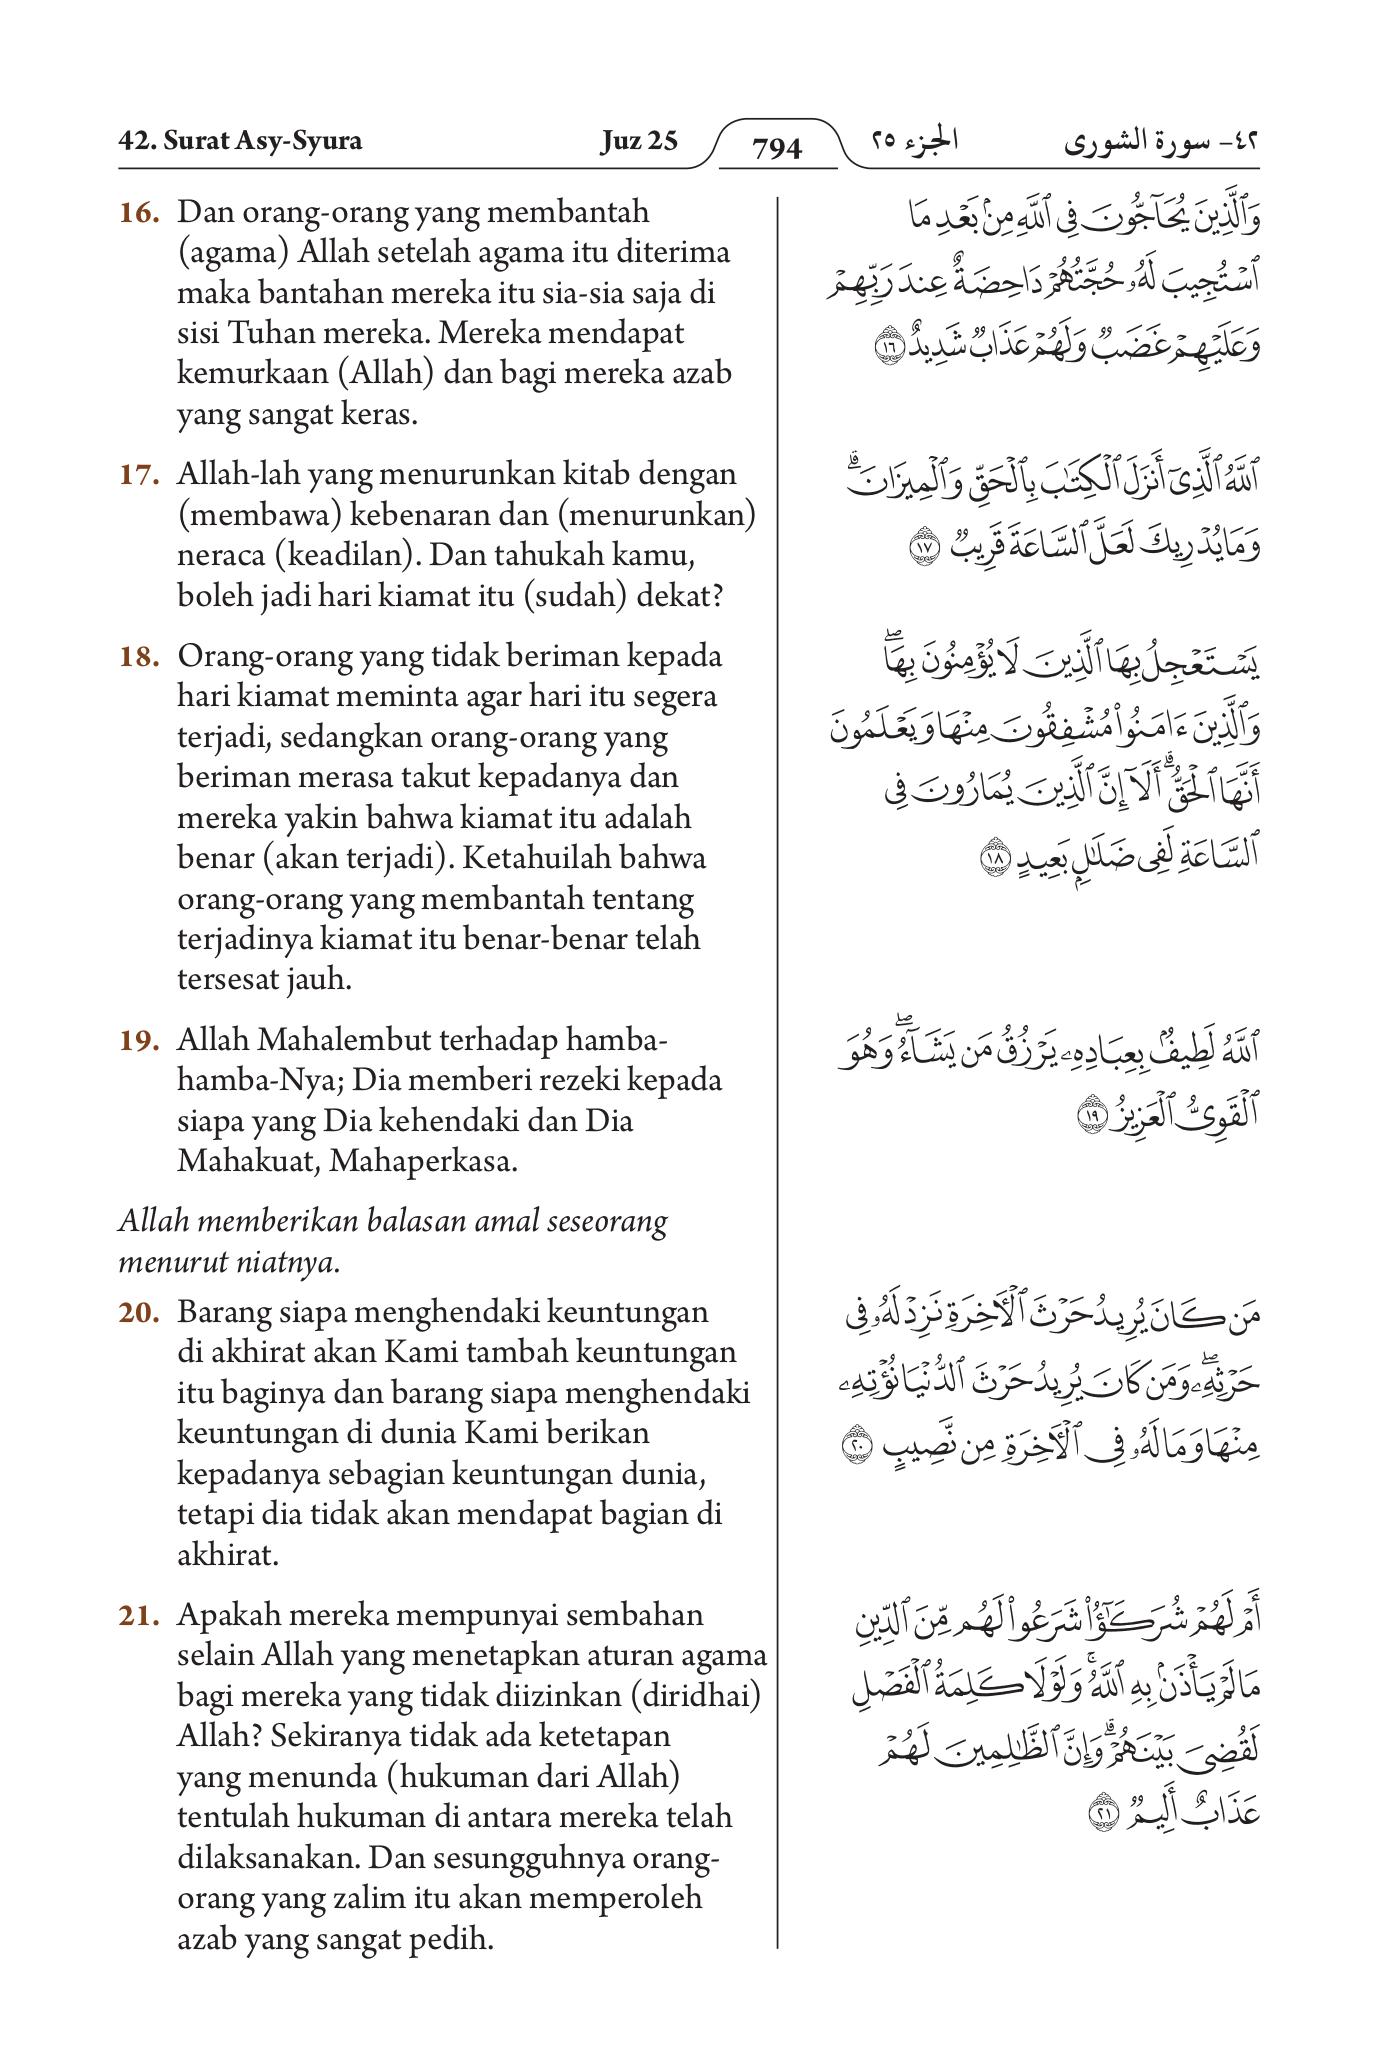 42. Surat Asy-Syura
Juz 25
794
الجزء ٢٥
٤٢- سورة الشورى
16. Dan orang-orang yang membantah
(agama) Allah setelah agama itu diterima
maka bantahan mereka itu sia-sia saja di
sisi Tuhan mereka. Mereka mendapat
kemurkaan (Allah) dan bagi mereka azab
yang sangat keras.
17. Allah-lah yang menurunkan kitab dengan
(membawa) kebenaran dan (menurunkan)
neraca (keadilan). Dan tahukah kamu,
boleh jadi hari kiamat itu (sudah) dekat?
18. Orang-orang yang tidak beriman kepada
hari kiamat meminta agar hari itu segera
terjadi, sedangkan orang-orang yang
beriman merasa takut kepadanya dan
mereka yakin bahwa kiamat itu adalah
benar (akan terjadi). Ketahuilah bahwa
orang-orang yang membantah tentang
terjadinya kiamat itu benar-benar telah
tersesat jauh.
19. Allah Mahalembut terhadap hamba-
hamba-Nya; Dia memberi rezeki kepada
siapa yang Dia kehendaki dan Dia
Mahakuat, Mahaperkasa.
Allah memberikan balasan amal seseorang
menurut niatnya.
20. Barang siapa menghendaki keuntungan
di akhirat akan Kami tambah keuntungan
itu baginya dan barang siapa menghendaki
keuntungan di dunia Kami berikan
kepadanya sebagian keuntungan dunia,
tetapi dia tidak akan mendapat bagian di
akhirat.
21. Apakah mereka mempunyai sembahan
selain Allah yang menetapkan aturan agama
bagi mereka yang tidak diizinkan (diridhai)
Allah? Sekiranya tidak ada ketetapan
yang menunda (hukuman dari Allah)
tentulah hukuman di antara mereka telah
dilaksanakan. Dan sesungguhnya orang-
orang yang zalim itu akan memperoleh
azab yang sangat pedih.
وَٱلَّذِينَ يُحَآجُّونَ فِى ٱللَّهِ مِنۢ بَعْدِ مَا
ٱسْتُجِيبَ لَهُۥ حُجَّتُهُمْ دَاحِضَةٌ عِندَ رَبِّهِمْ
وَعَلَيْهِمْ غَضَبٌ وَلَهُمْ عَذَابٌ شَدِيدٌ ١٦
ٱللَّهُ ٱلَّذِىٓ أَنزَلَ ٱلْكِتَٰبَ بِٱلْحَقِّ وَٱلْمِيزَانَ ۗ
وَمَا يُدْرِيكَ لَعَلَّ ٱلسَّاعَةَ قَرِيبٌ ١٧
يَسْتَعْجِلُ بِهَا ٱلَّذِينَ لَا يُؤْمِنُونَ بِهَا ۖ
وَٱلَّذِينَ ءَامَنُوا۟ مُشْفِقُونَ مِنْهَا وَيَعْلَمُونَ
أَنَّهَا ٱلْحَقُّ ۗ أَلَآ إِنَّ ٱلَّذِينَ يُمَارُونَ فِى
ٱلسَّاعَةِ لَفِى ضَلَٰلٍۭ بَعِيدٍ ١٨
ٱللَّهُ لَطِيفٌۢ بِعِبَادِهِۦ يَرْزُقُ مَن يَشَآءُ ۖ وَهُوَ
ٱلْقَوِىُّ ٱلْعَزِيزُ ١٩
مَن كَانَ يُرِيدُ حَرْثَ ٱلْءَاخِرَةِ نَزِدْ لَهُۥ فِى
حَرْثِهِۦ ۖ وَمَن كَانَ يُرِيدُ حَرْثَ ٱلدُّنْيَا نُؤْتِهِۦ
مِنْهَا وَمَا لَهُۥ فِى ٱلْءَاخِرَةِ مِن نَّصِيبٍ ٢٠
أَمْ لَهُمْ شُرَكَٰٓؤُا۟ شَرَعُوا۟ لَهُم مِّنَ ٱلدِّينِ
مَا لَمْ يَأْذَنۢ بِهِ ٱللَّهُ ۚ وَلَوْلَا كَلِمَةُ ٱلْفَصْلِ
لَقُضِىَ بَيْنَهُمْ ۗ وَإِنَّ ٱلظَّٰلِمِينَ لَهُمْ
عَذَابٌ أَلِيمٌ ٢١